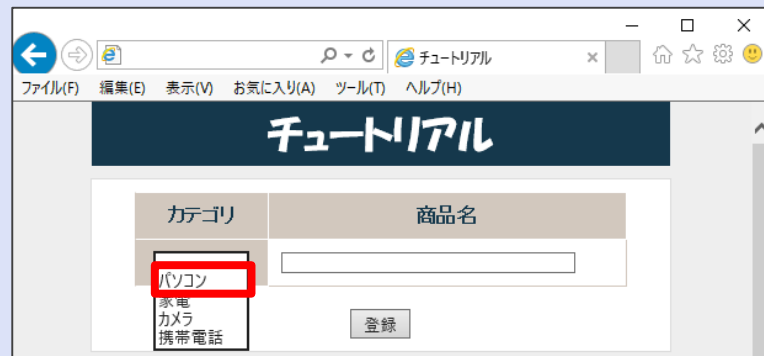 チュートリアル
ファイル(F) 編集(E) 表示(V) お気に入り(A) ツール(T) ヘルプ(H)
チュートリアル
カテゴリ 商品名
パソコン
家電
カメラ
携帯電話
登録